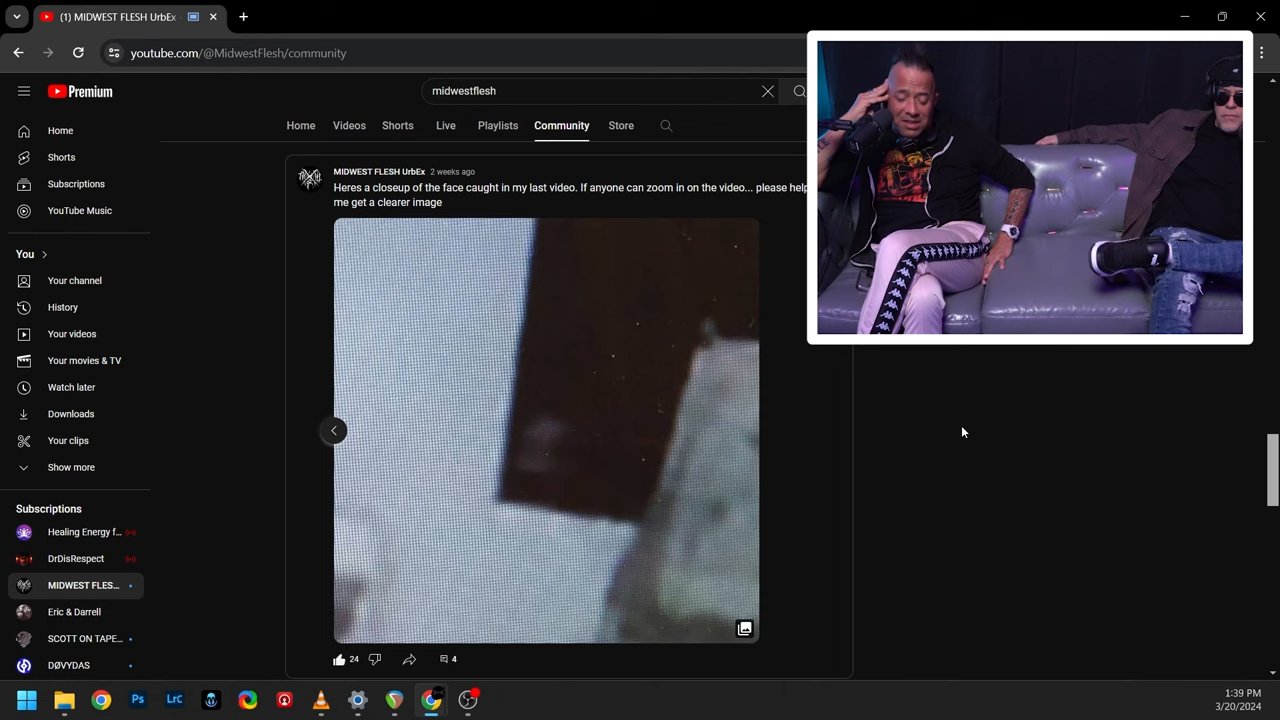 (1) MIDWEST FLESH UrbEx
youtube.com/@MidwestFlesh/community
Premium
midwestflesh
Home
Videos
Shorts
Live
Playlists
Community
Store
Home
Shorts
Subscriptions
YouTube Music
You
Your channel
History
Your videos
Your movies & TV
Watch later
Downloads
Your clips
Show more
Subscriptions
Healing Energy f...
DrDisRespect
MIDWEST FLES...
Eric & Darrell
SCOTT ON TAPE...
DØVYDAS
MIDWEST FLESH UrbEx 2 weeks ago
Heres a closeup of the face caught in my last video. If anyone can zoom in on the video... please help
me get a clearer image
24
4
Ps
LrC
1:39 PM
3/20/2024